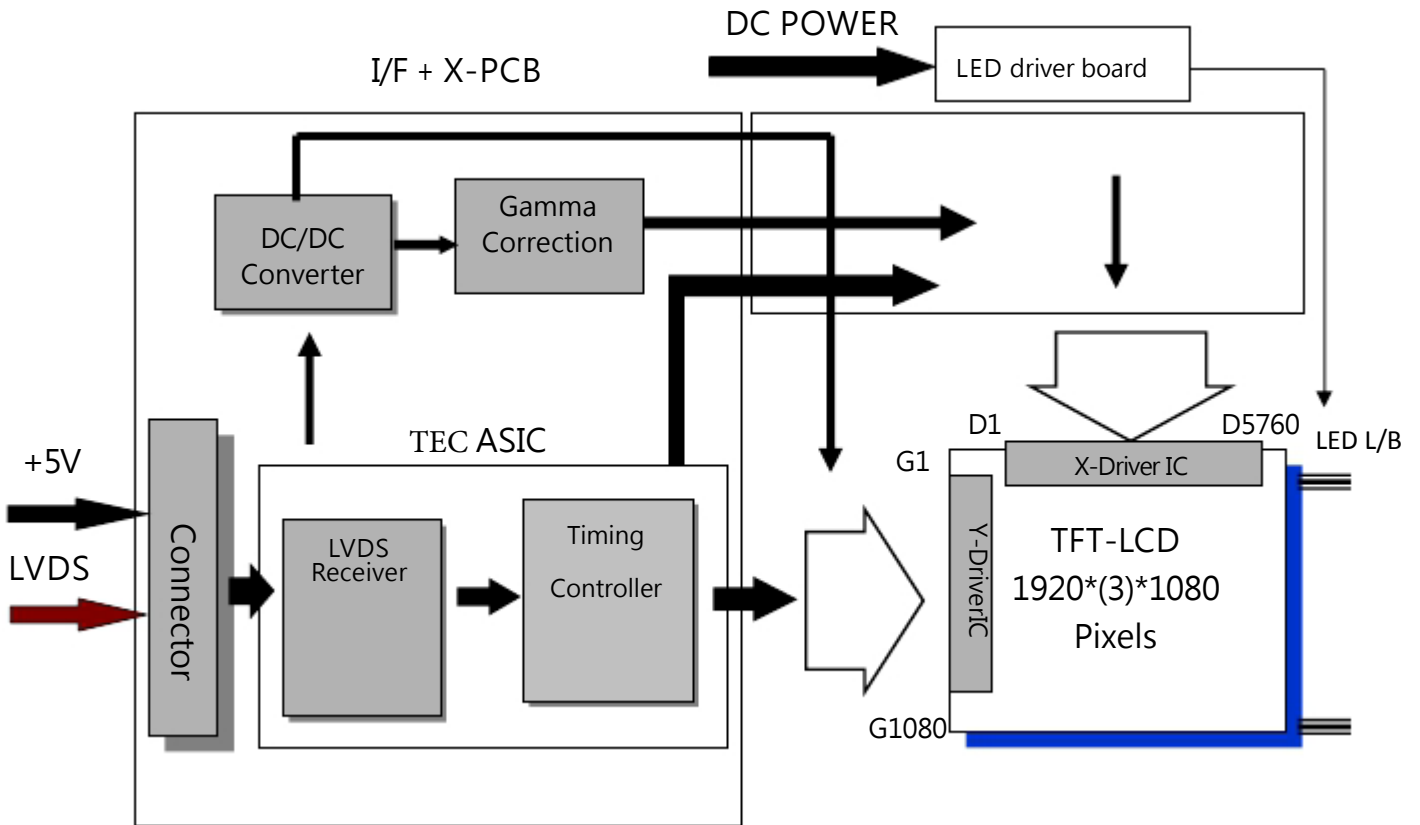 DC POWER
LED driver board
I/F + X-PCB
Gamma
Correction
DC/DC
Converter
TEC ASIC
D1
D5760
LED L/B
G1
X-Driver IC
+5V
LVDS
Connector
LVDS
Receiver
Timing
Controller
Y-DriverIC
TFT-LCD
1920*(3)*1080
Pixels
G1080